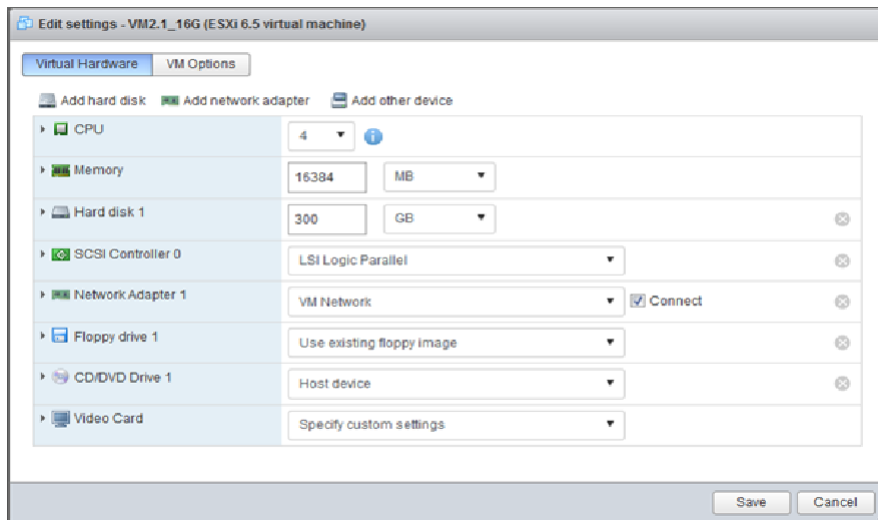 Edit settings - VM2.1_16G (ESXi 6.5 virtual machine)
Virtual Hardware VM Options
Add hard disk Add network adapter Add other device
CPU 4
Memory 16384 MB
Hard disk 1 300 GB
SCSI Controller 0 LSI Logic Parallel
Network Adapter 1 VM Network Connect
Floppy drive 1 Use existing floppy image
CD/DVD Drive 1 Host device
Video Card Specify custom settings
Save Cancel